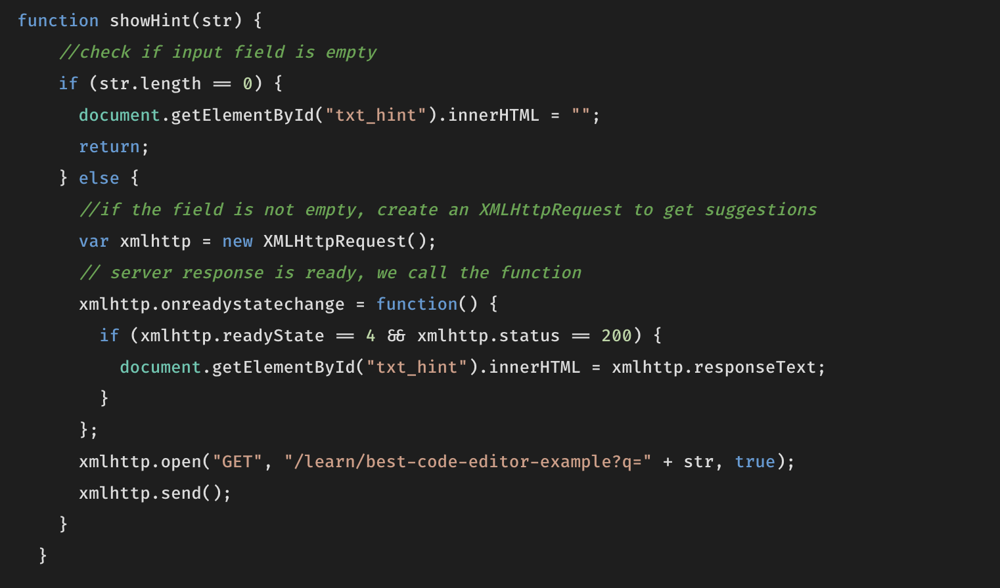 function showHint(str) {
    //check if input field is empty
    if (str.length == 0) {
      document.getElementById("txt_hint").innerHTML = "";
      return;
    } else {
      //if the field is not empty, create an XMLHttpRequest to get suggestions
      var xmlhttp = new XMLHttpRequest();
      // server response is ready, we call the function
      xmlhttp.onreadystatechange = function() {
        if (xmlhttp.readyState == 4 && xmlhttp.status == 200) {
          document.getElementById("txt_hint").innerHTML = xmlhttp.responseText;
        }
      };
      xmlhttp.open("GET", "/learn/best-code-editor-example?q=" + str, true);
      xmlhttp.send();
    }
  }